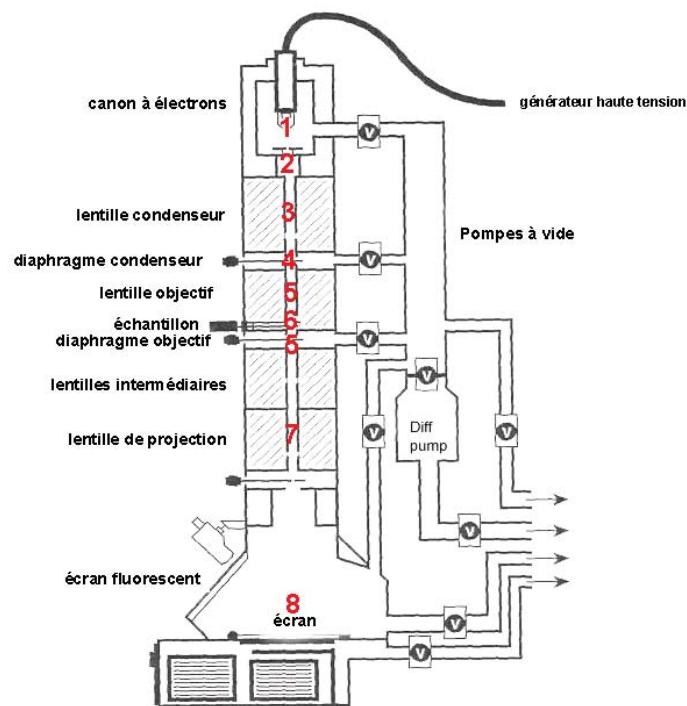 canon à électrons
générateur haute tension
1
V
2
lentille condenseur
3
Pompes à vide
diaphragme condenseur
4
V
lentille objectif
5
échantillon
6
diaphragme objectif
5
V
lentilles intermédiaires
V
lentille de projection
7
Diff
pump
V
V
V
écran fluorescent
8
écran
V
V